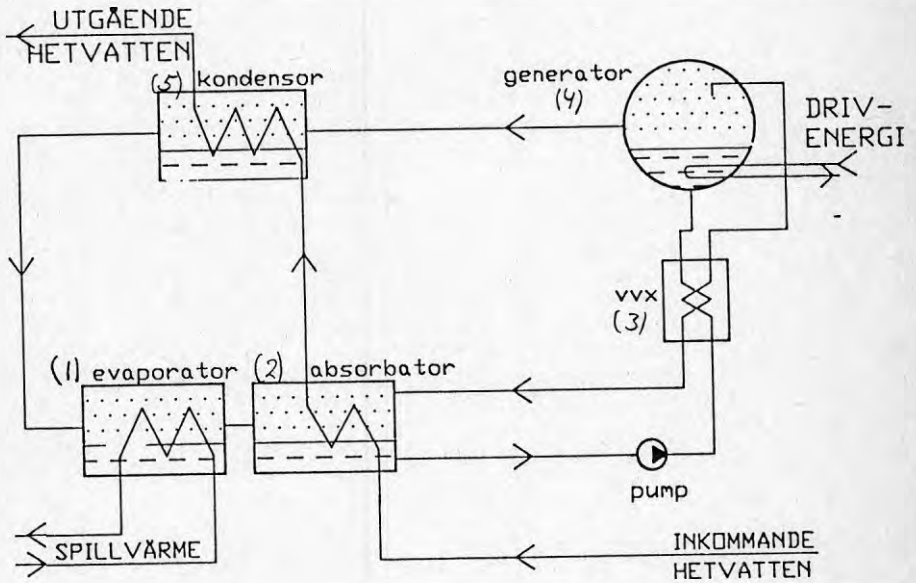 UTGÅENDE
HETVATTEN
(5) kondensor
generator
(4)
DRIV-
ENERGI
vvx
(3)
(1) evaporator
(2) absorbator
pump
SPILLVÄRME
INKOMMANDE
HETVATTEN